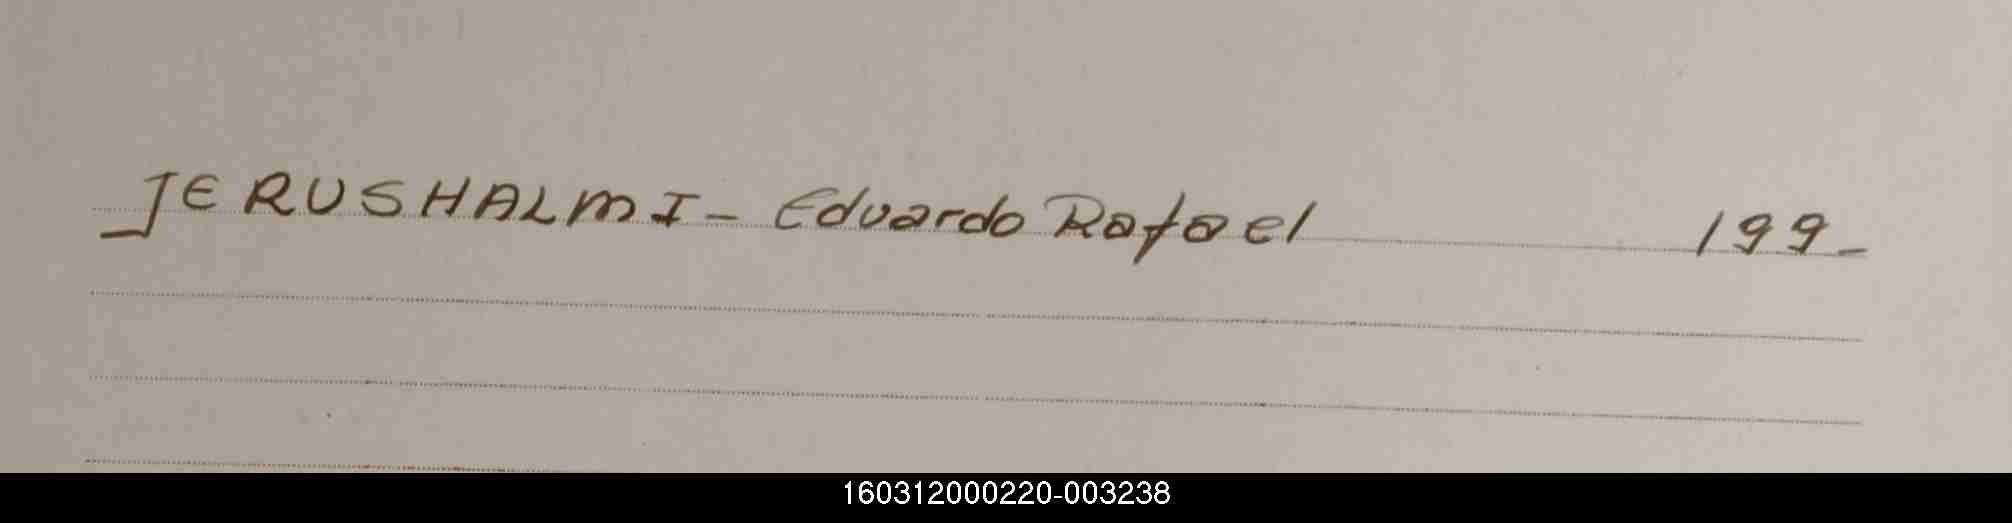 JERUSHALMI - Eduardo Rafael 199-
160312000220-003238